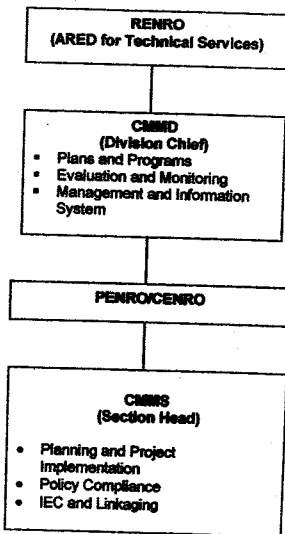 RENRO
(ARED for Technical Services)
CMMD
(Division Chief)
▪ Plans and Programs
▪ Evaluation and Monitoring
▪ Management and Information
System
PENRO/CENRO
CMMS
(Section Head)
• Planning and Project
Implementation
• Policy Compliance
• IEC and Linkaging